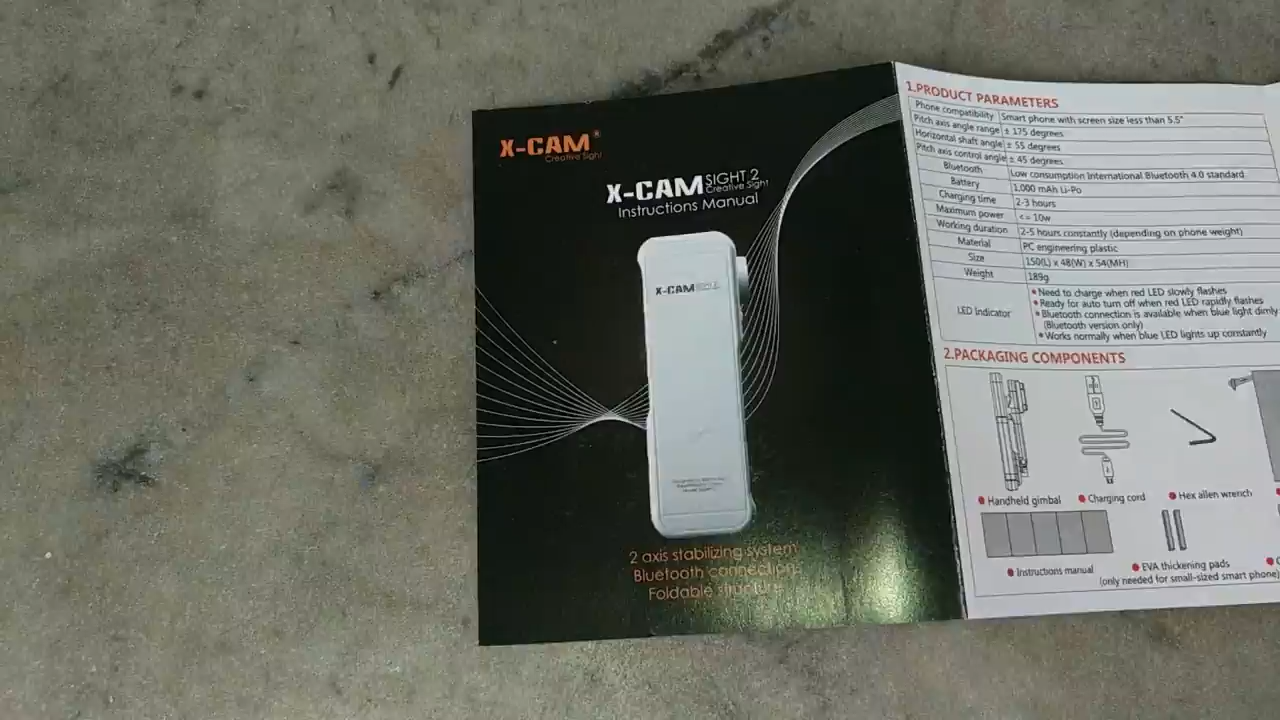 X-CAM®
Creative Sight
X-CAM SIGHT 2
Creative Sight
Instructions Manual
X-CAM
2 axis stabilizing system
Bluetooth connection
Foldable structure
1.PRODUCT PARAMETERS
Phone compatibility Smart phone with screen size less than 5.5"
Pitch axis angle range ± 175 degrees
Horizontal shaft angle ± 55 degrees
Pitch axis control angle ± 45 degrees
Bluetooth Low consumption International Bluetooth 4.0 standard
Battery 1,000 mAh Li-Po
Charging time 2-3 hours
Maximum power <= 10w
Working duration 2-5 hours constantly (depending on phone weight)
Material PC engineering plastic
Size 150(L) x 48(W) x 54(MH)
Weight 189g
LED Indicator
• Need to charge when red LED slowly flashes
• Ready for auto turn off when red LED rapidly flashes
• Bluetooth connection is available when blue light dimly
(Bluetooth version only)
• Works normally when blue LED lights up constantly
2.PACKAGING COMPONENTS
• Handheld gimbal • Charging cord • Hex allen wrench
• Instructions manual • EVA thickening pads
(only needed for small-sized smart phone)